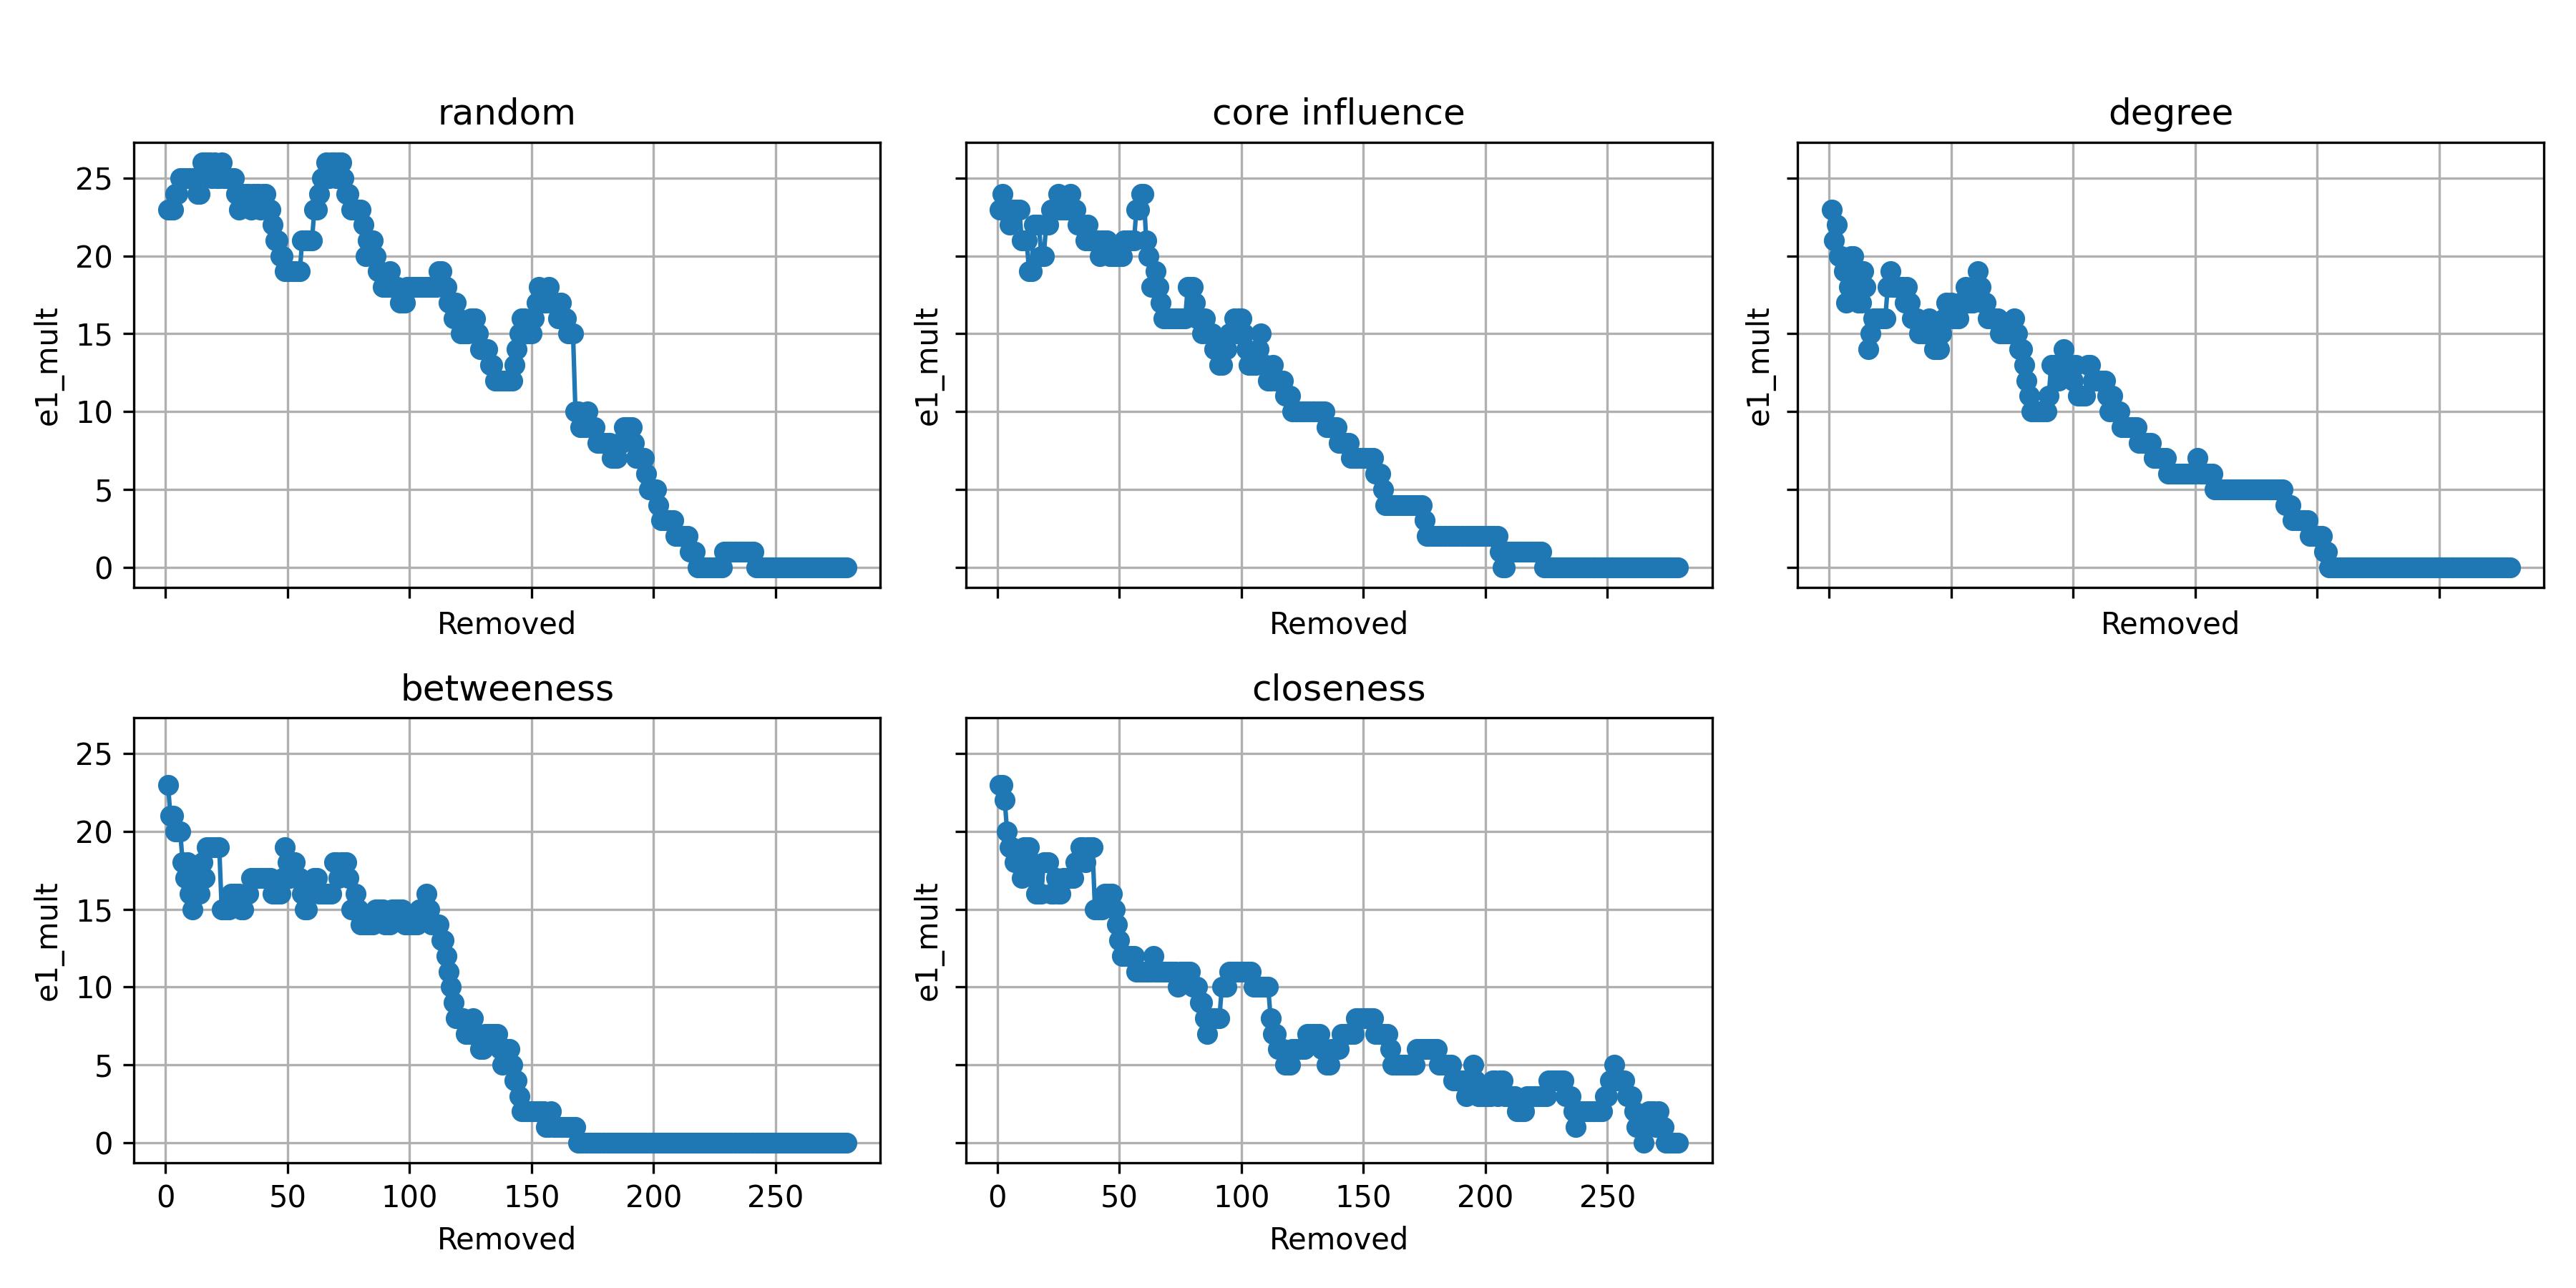 random
25
20
15
10
5
0
e1_mult
Removed
core influence
e1_mult
Removed
degree
e1_mult
Removed
betweeness
25
20
15
10
5
0
e1_mult
0 50 100 150 200 250
Removed
closeness
e1_mult
0 50 100 150 200 250
Removed